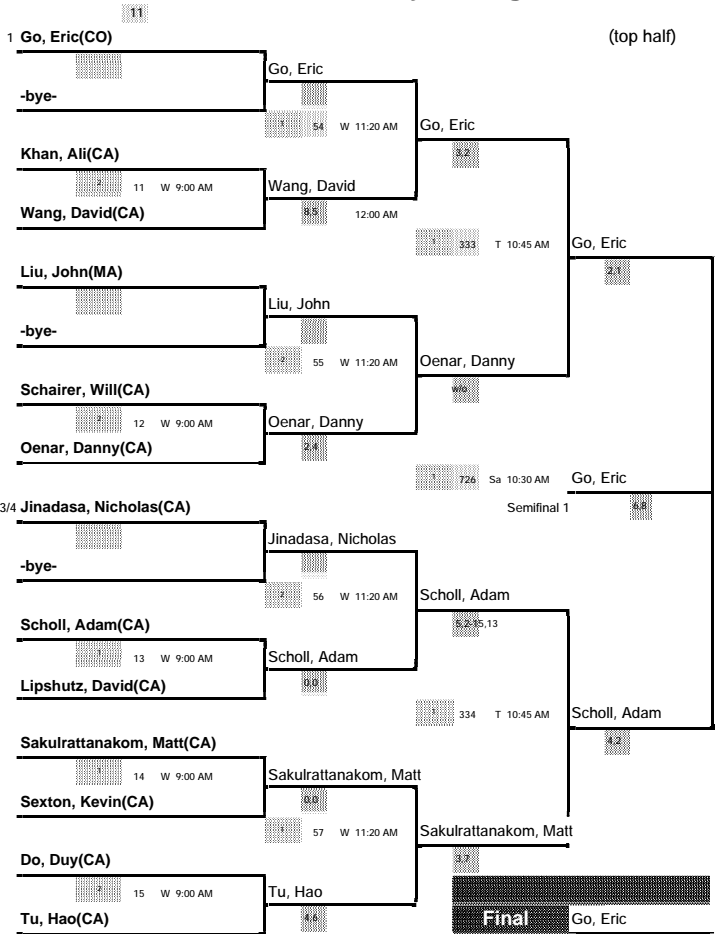 11
1 Go, Eric(CO)
(top half)
Go, Eric
-bye-
1 54 W 11:20 AM
Go, Eric
Khan, Ali(CA)
3,2
2 11 W 9:00 AM
Wang, David
Wang, David(CA)
8,5 12:00 AM
1 333 T 10:45 AM
Go, Eric
Liu, John(MA)
2,1
Liu, John
-bye-
2 55 W 11:20 AM
Oenar, Danny
Schairer, Will(CA)
w/o
2 12 W 9:00 AM
Oenar, Danny
Oenar, Danny(CA)
2,4
1 726 Sa 10:30 AM
Go, Eric
3/4 Jinadasa, Nicholas(CA)
Semifinal 1
6,8
Jinadasa, Nicholas
-bye-
2 56 W 11:20 AM
Scholl, Adam
Scholl, Adam(CA)
5,2-15,13
1 13 W 9:00 AM
Scholl, Adam
Lipshutz, David(CA)
0,0
1 334 T 10:45 AM
Scholl, Adam
Sakulrattanakom, Matt(CA)
4,2
1 14 W 9:00 AM
Sakulrattanakom, Matt
Sexton, Kevin(CA)
0,0
1 57 W 11:20 AM
Sakulrattanakom, Matt
Do, Duy(CA)
3,7
2 15 W 9:00 AM
Tu, Hao
Tu, Hao(CA)
4,6
Final
Go, Eric